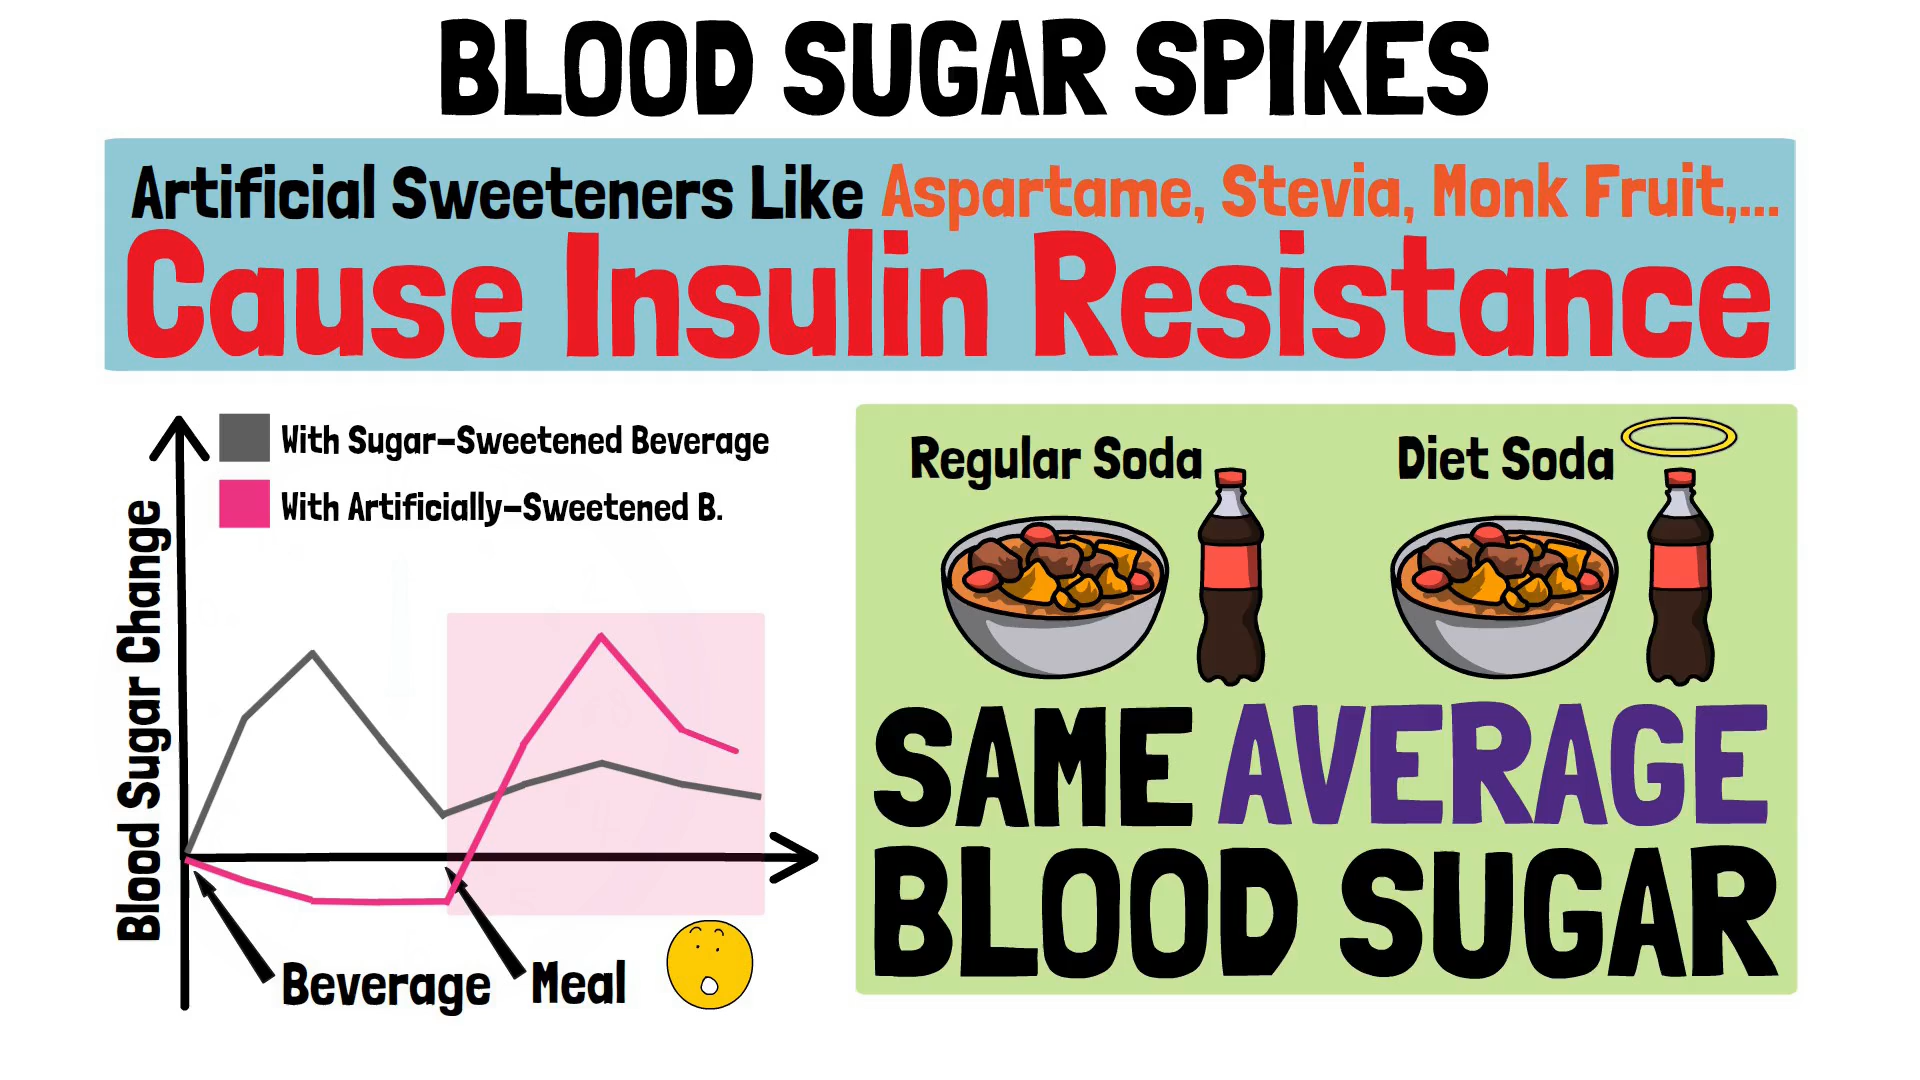 BLOOD SUGAR SPIKES
Artificial Sweeteners Like Aspartame, Stevia, Monk Fruit,...
Cause Insulin Resistance
With Sugar-Sweetened Beverage
With Artificially-Sweetened B.
Blood Sugar Change
Beverage
Meal
Regular Soda
Diet Soda
SAME AVERAGE
BLOOD SUGAR